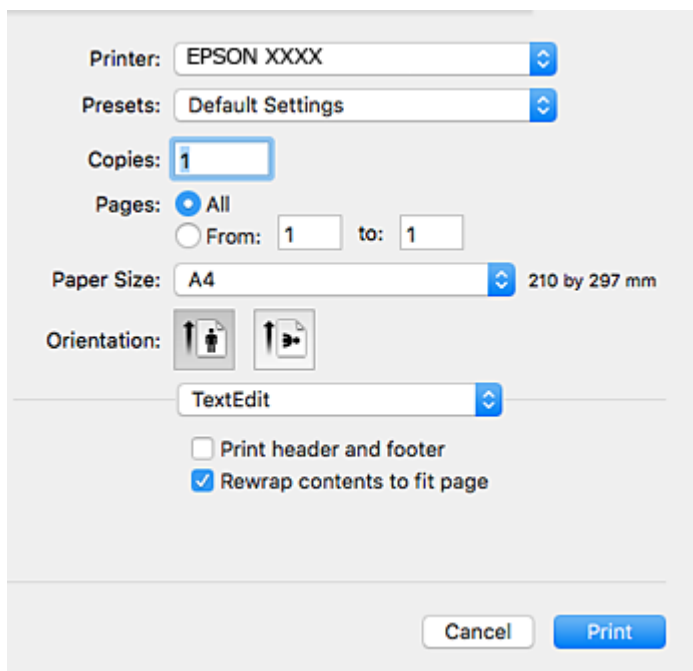 Printer: EPSON XXXX
Presets: Default Settings
Copies: 1
Pages: All
From: 1 to: 1
Paper Size: A4 210 by 297 mm
Orientation:
TextEdit
Print header and footer
Rewrap contents to fit page
Cancel Print